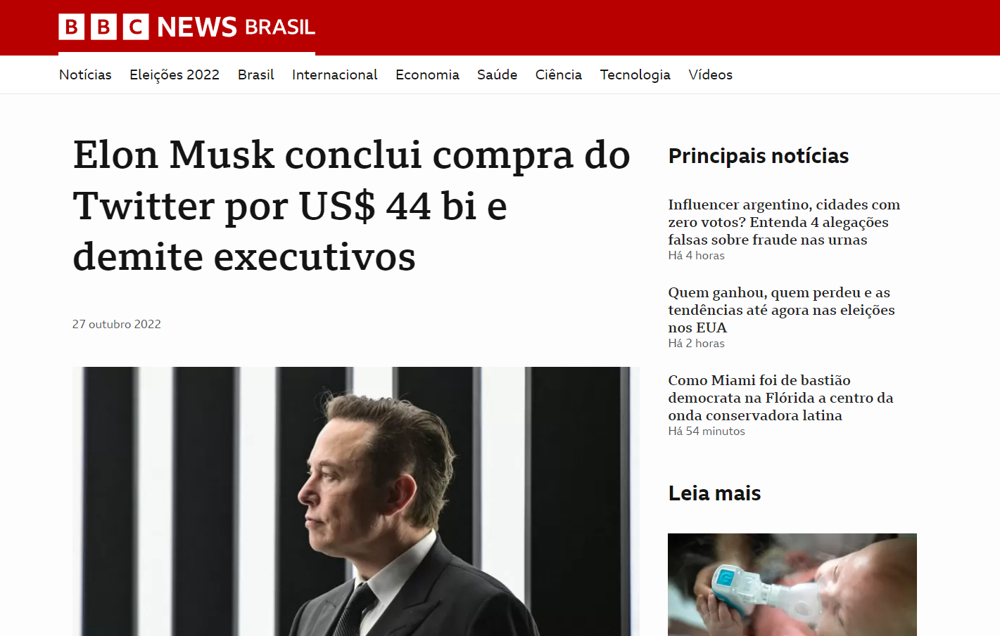 BBC NEWS BRASIL
Notícias Eleições 2022 Brasil Internacional Economia Saúde Ciência Tecnologia Vídeos
Elon Musk conclui compra do
Twitter por US$ 44 bi e
demite executivos
27 outubro 2022
Principais notícias
Influencer argentino, cidades com
zero votos? Entenda 4 alegações
falsas sobre fraude nas urnas
Há 4 horas
Quem ganhou, quem perdeu e as
tendências até agora nas eleições
nos EUA
Há 2 horas
Como Miami foi de bastião
democrata na Flórida a centro da
onda conservadora latina
Há 54 minutos
Leia mais